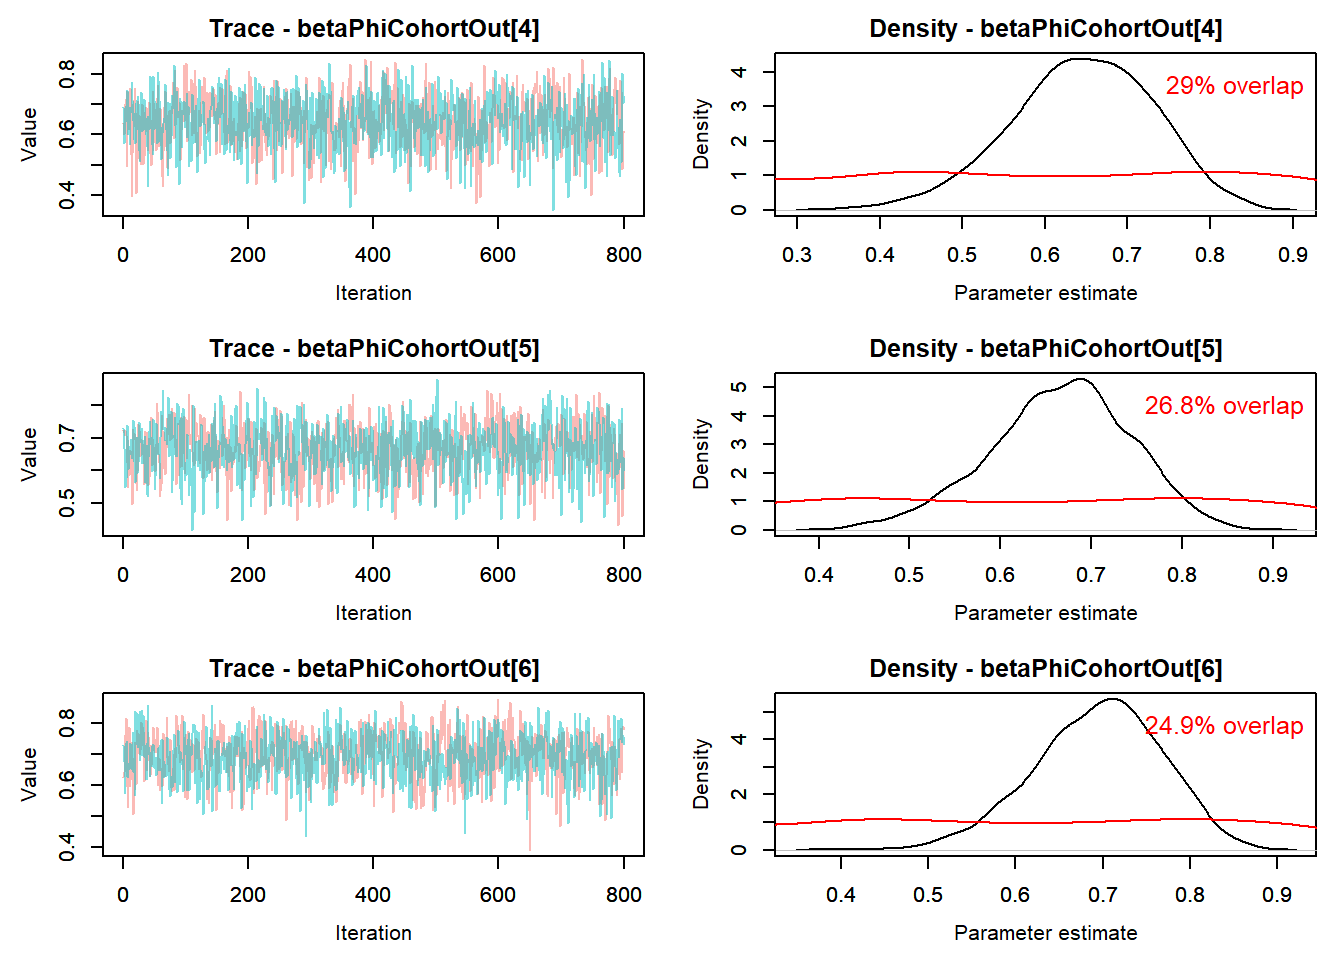 Trace - betaPhiCohortOut[4]
Value
0.4 0.6 0.8
0 200 400 600 800
Iteration
Density - betaPhiCohortOut[4]
29% overlap
Density
0 1 2 3 4
0.3 0.4 0.5 0.6 0.7 0.8 0.9
Parameter estimate
Trace - betaPhiCohortOut[5]
Value
0.5 0.7
0 200 400 600 800
Iteration
Density - betaPhiCohortOut[5]
26.8% overlap
Density
0 1 2 3 4 5
0.4 0.5 0.6 0.7 0.8 0.9
Parameter estimate
Trace - betaPhiCohortOut[6]
Value
0.4 0.6 0.8
0 200 400 600 800
Iteration
Density - betaPhiCohortOut[6]
24.9% overlap
Density
0 2 4
0.4 0.5 0.6 0.7 0.8 0.9
Parameter estimate